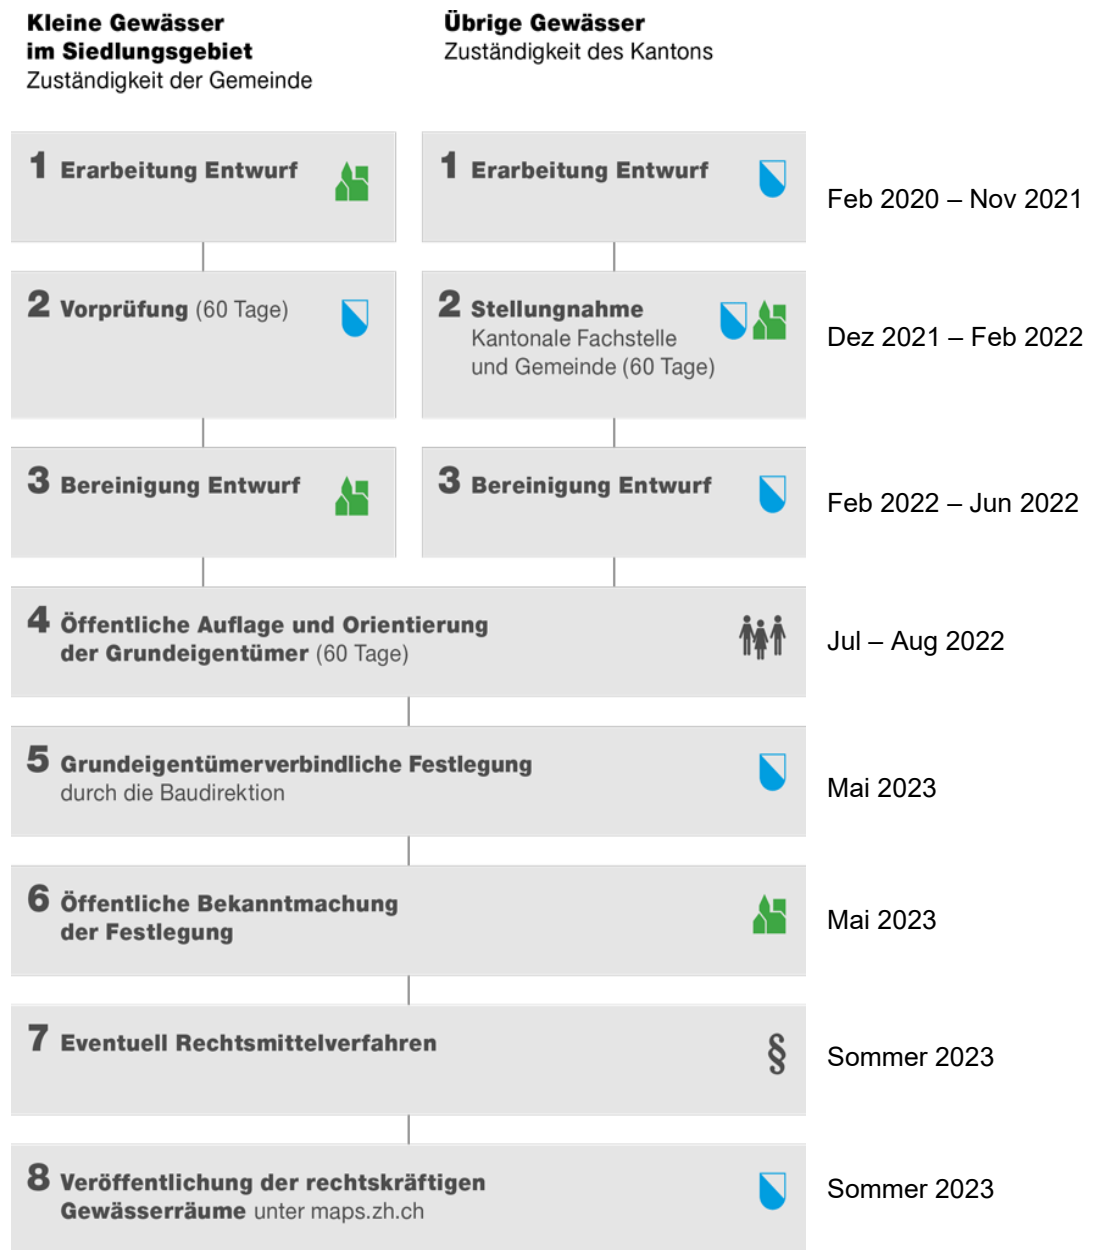 Kleine Gewässer
im Siedlungsgebiet
Zuständigkeit der Gemeinde
Übrige Gewässer
Zuständigkeit des Kantons
1 Erarbeitung Entwurf
1 Erarbeitung Entwurf
Feb 2020 – Nov 2021
2 Vorprüfung (60 Tage)
2 Stellungnahme
Kantonale Fachstelle
und Gemeinde (60 Tage)
Dez 2021 – Feb 2022
3 Bereinigung Entwurf
3 Bereinigung Entwurf
Feb 2022 – Jun 2022
4 Öffentliche Auflage und Orientierung
der Grundeigentümer (60 Tage)
Jul – Aug 2022
5 Grundeigentümerverbindliche Festlegung
durch die Baudirektion
Mai 2023
6 Öffentliche Bekanntmachung
der Festlegung
Mai 2023
7 Eventuell Rechtsmittelverfahren
§
Sommer 2023
8 Veröffentlichung der rechtskräftigen
Gewässerräume unter maps.zh.ch
Sommer 2023